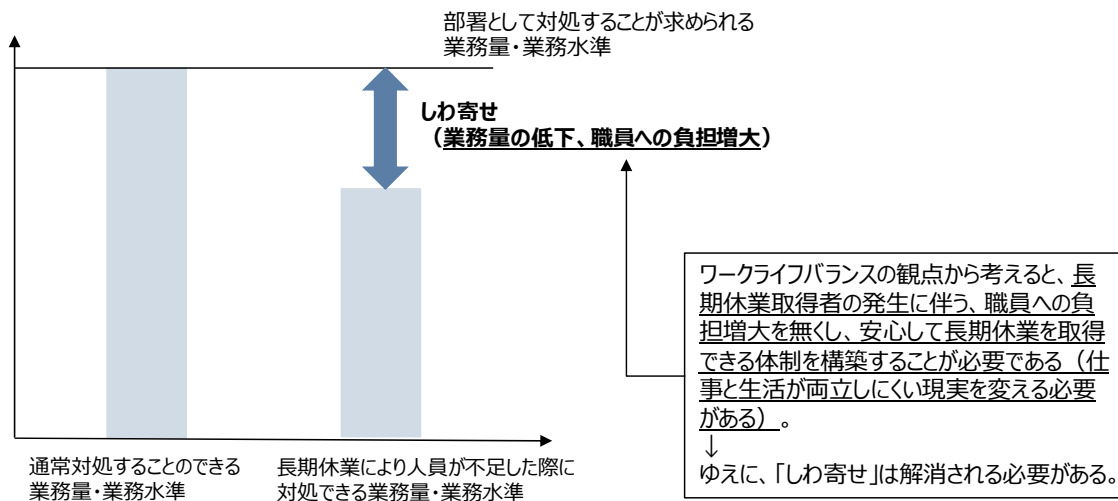 部署として対処することが求められる
業務量・業務水準
しわ寄せ
（業務量の低下、職員への負担増大）
ワークライフバランスの観点から考えると、長
期休業取得者の発生に伴う、職員への負
担増大を無くし、安心して長期休業を取得
できる体制を構築することが必要である（仕
事と生活が両立しにくい現実を変える必要
がある）。
↓
ゆえに、「しわ寄せ」は解消される必要がある。
通常対処することのできる
業務量・業務水準
長期休業により人員が不足した際に
対処できる業務量・業務水準